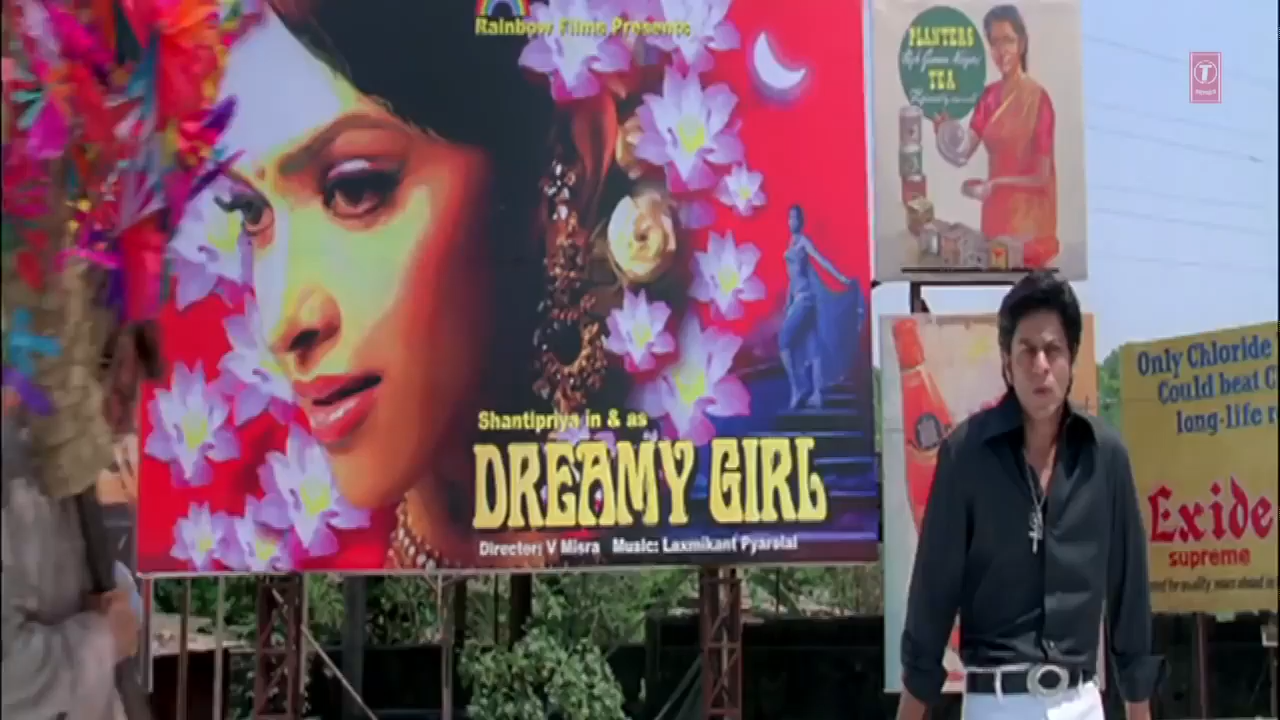 Rainbow Films Presents
Shantipriya in & as
DREAMY GIRL
Director: V Misra Music: Laxmikant Pyarelal
PLANTERS
TEA
T
Only Chloride
Could beat
long-life
Exide
supreme